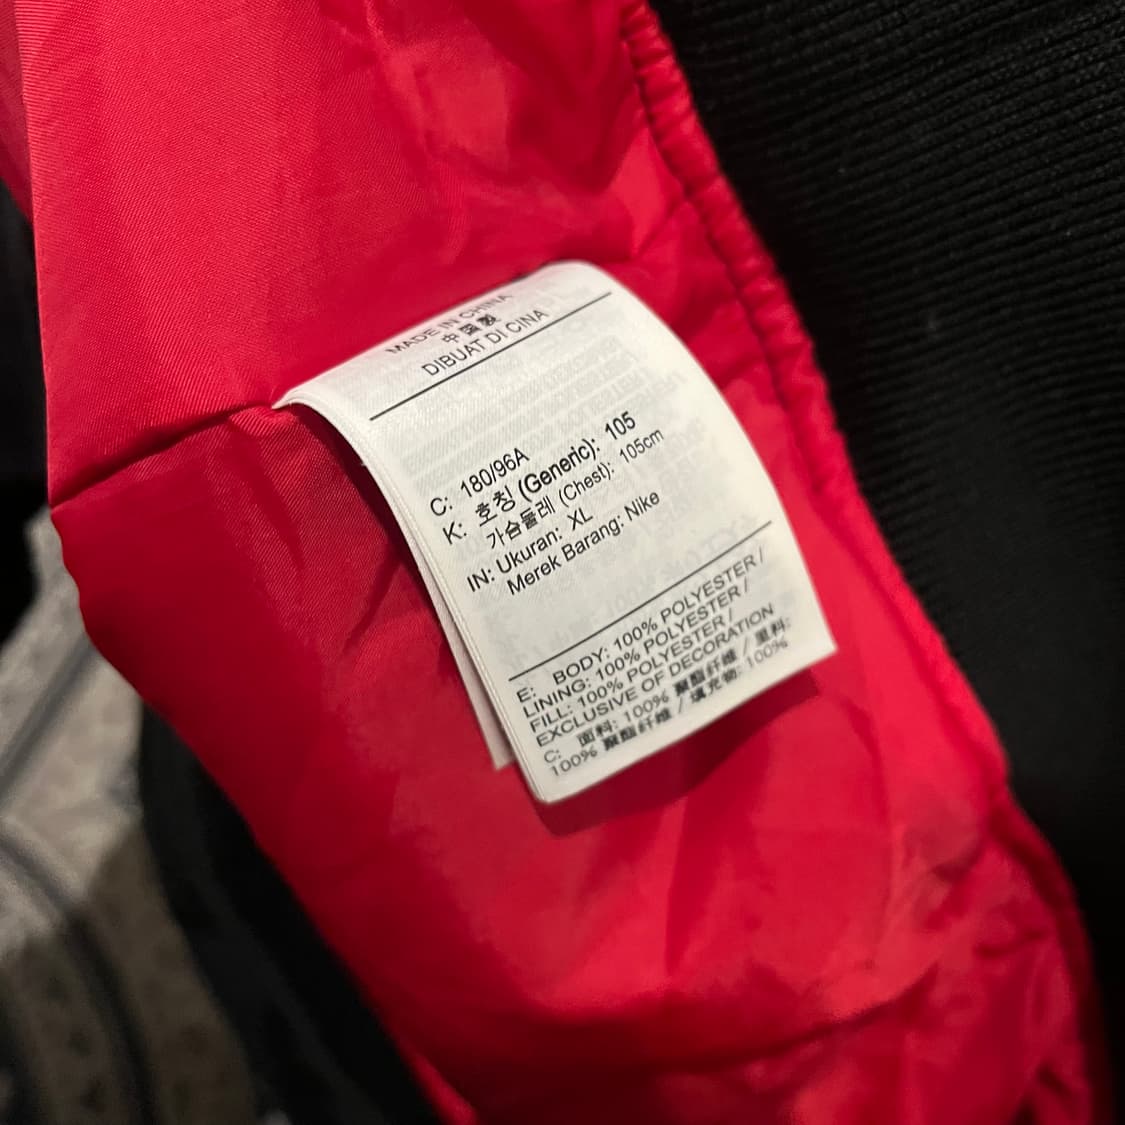 MADE IN CHINA
中國製
DIBUAT DI CINA
C: 180/96A
K: 호칭 (Generic): 105
가슴둘레 (Chest): 105cm
IN: Ukuran: XL
Merek Barang: Nike
E: BODY: 100% POLYESTER /
LINING: 100% POLYESTER /
FILL: 100% POLYESTER /
EXCLUSIVE OF DECORATION
C: 面料: 100% 聚酯纤维 / 里料:
100% 聚酯纤维 / 填充物: 100%